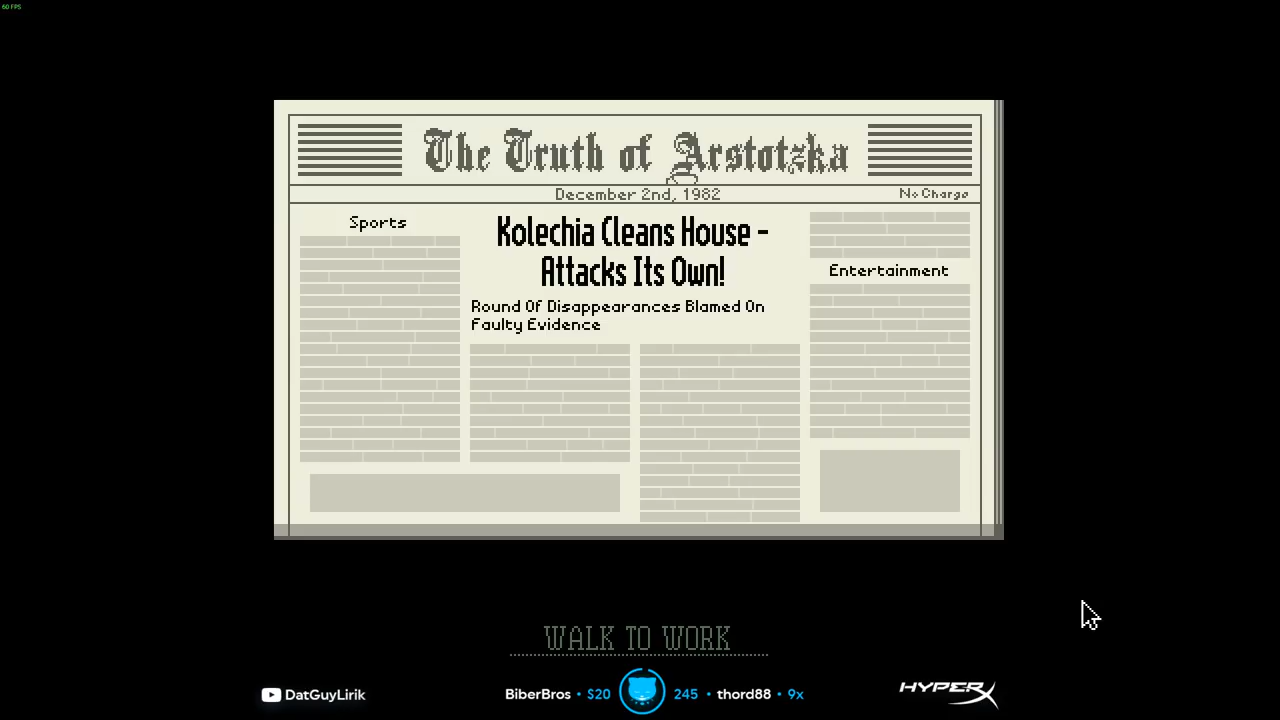 60 FPS
The Truth of Arstotzka
December 2nd, 1982
No Charge
Sports
Kolechia Cleans House -
Attacks Its Own!
Round Of Disappearances Blamed On
Faulty Evidence
Entertainment
WALK TO WORK
DatGuyLirik
BiberBros • $20
245 • thord88 • 9x
HYPERX